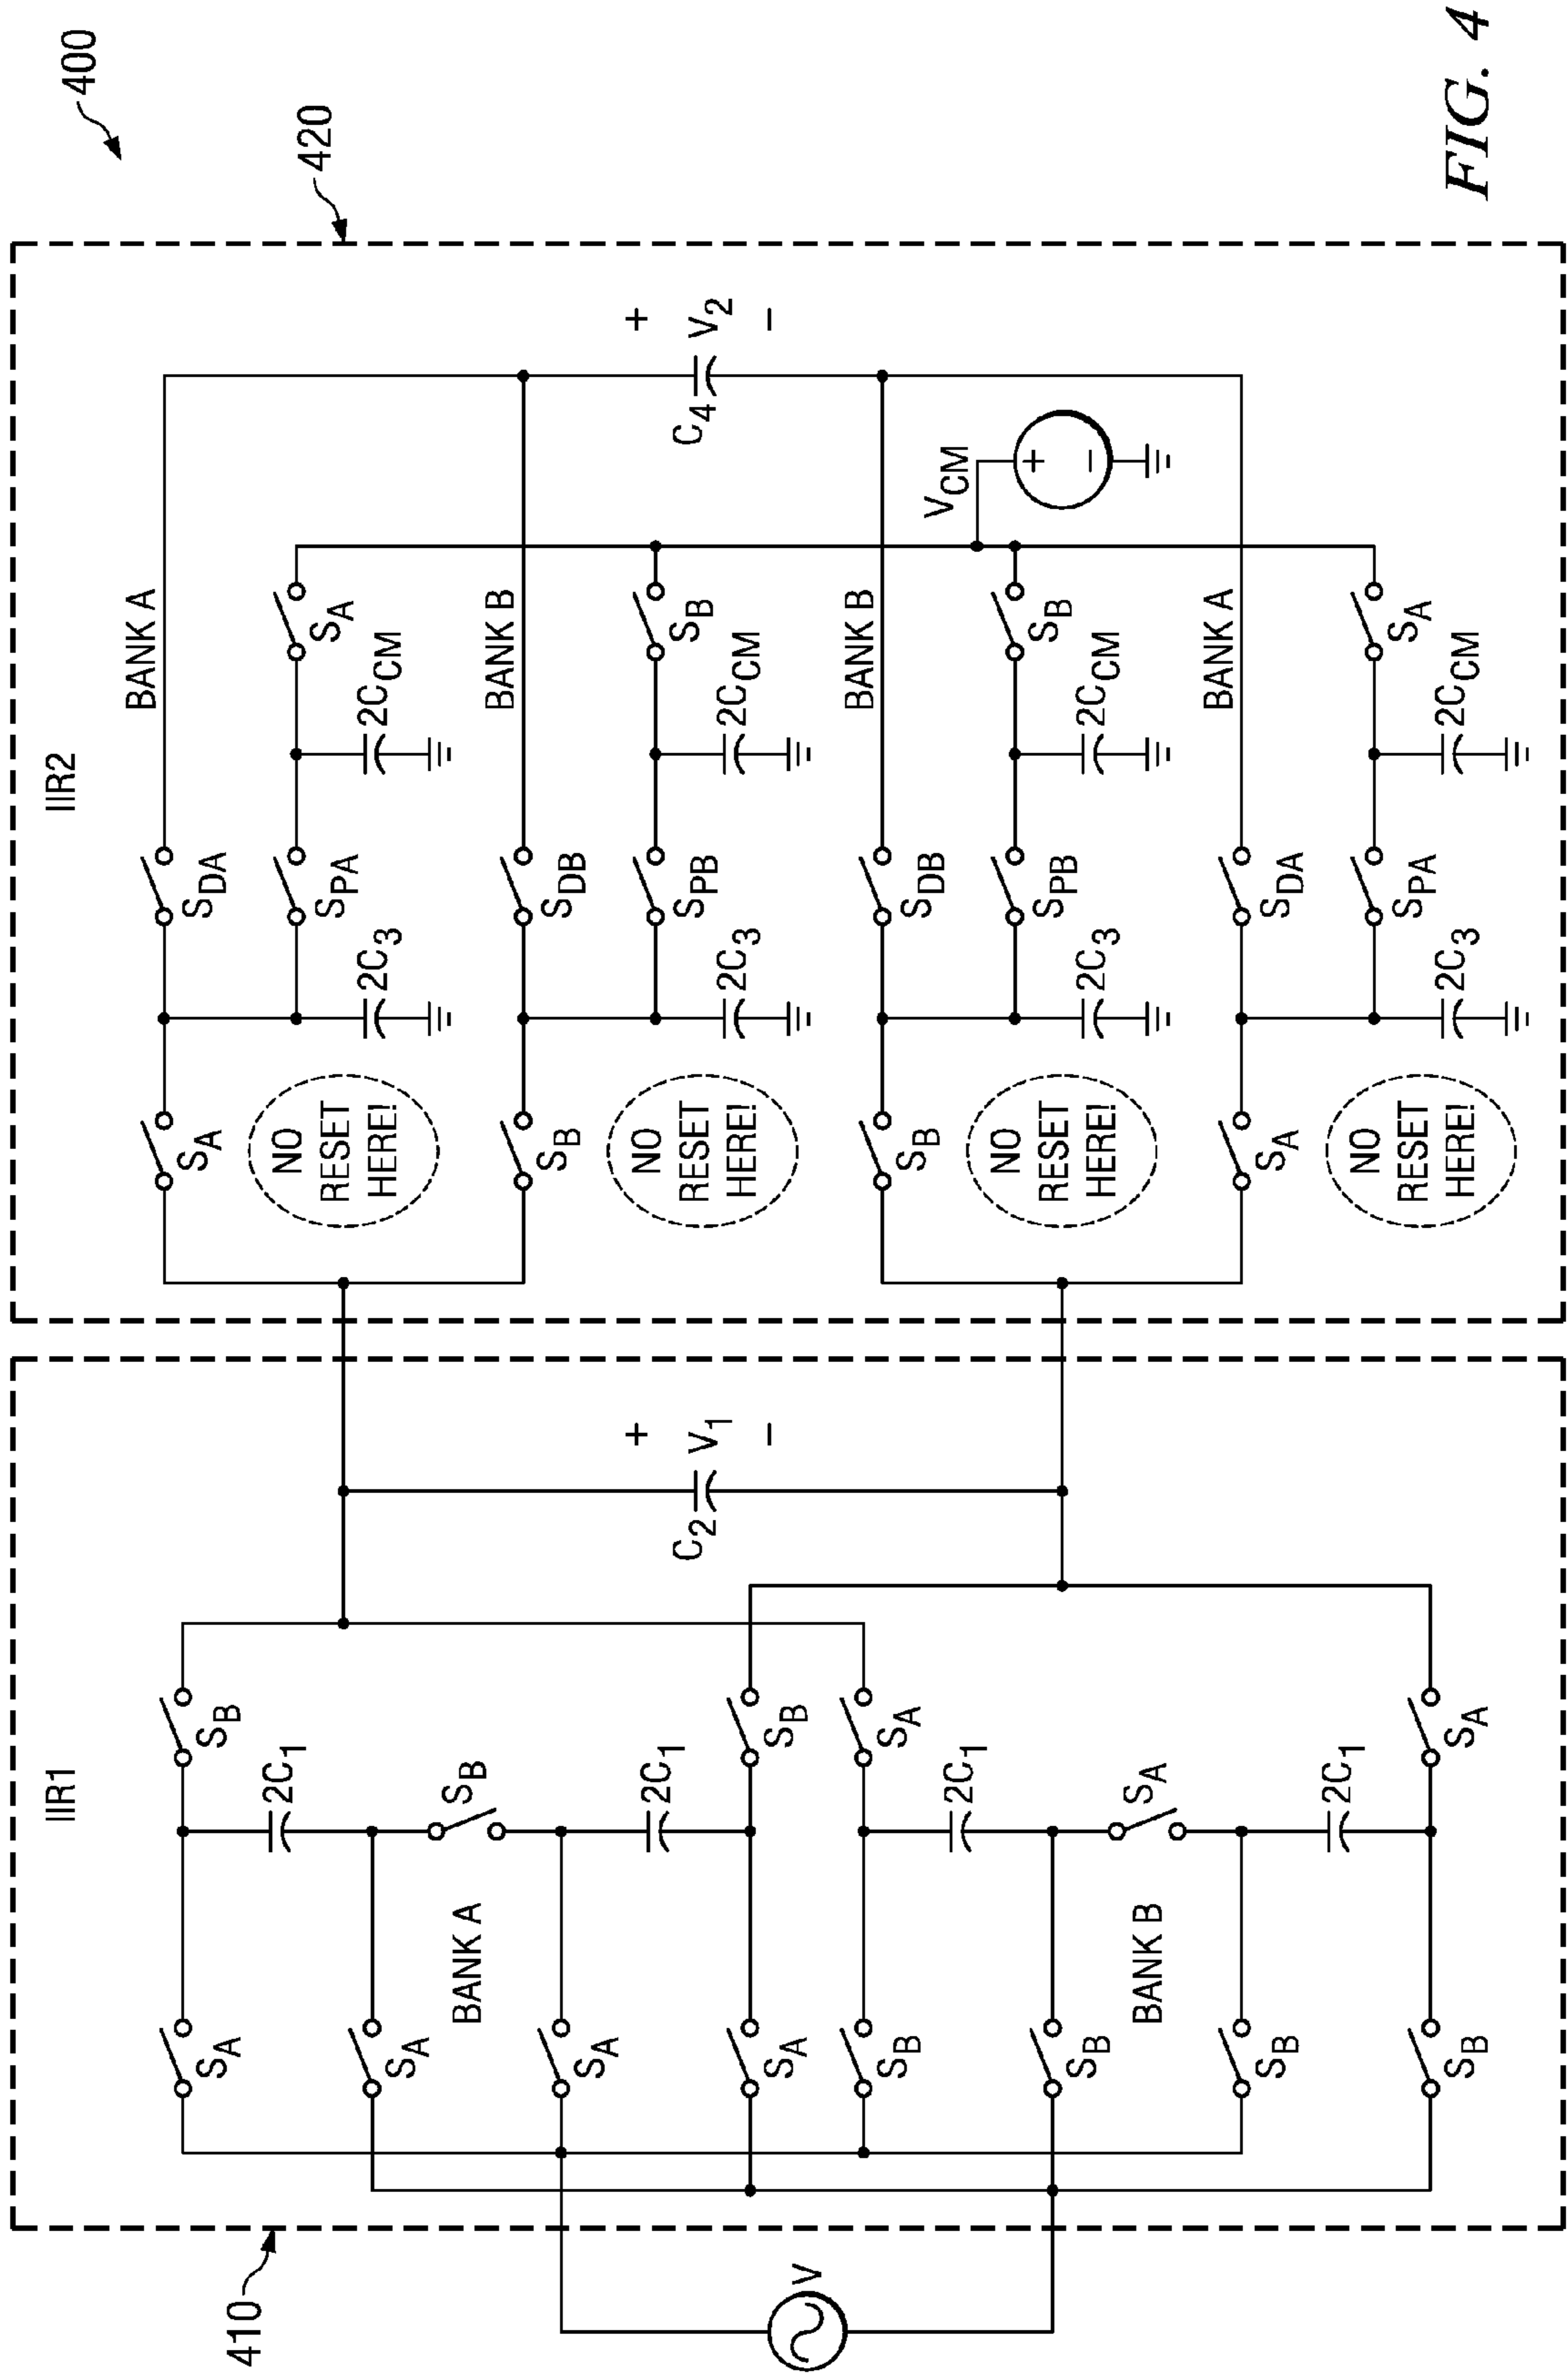 400
IIR1
IIR2
BANK A
SA
SB
SA
SDA
410
420
2C1
NO
RESET
HERE!
2C3
SPA
2CCM
SA
SA
BANK A
SB
BANK B
SA
SB
SDB
2C1
NO
RESET
HERE!
2C3
SPB
2CCM
SB
V
SA
SB
C2
+
V1
−
C4
+
V2
−
SB
SA
SB
SDB
BANK B
2C1
VCM
+
−
NO
RESET
HERE!
2C3
SPB
2CCM
SB
SB
BANK B
SA
SA
SDA
BANK A
SB
2C1
NO
RESET
HERE!
2C3
SPA
2CCM
SA
SB
SA
FIG. 4